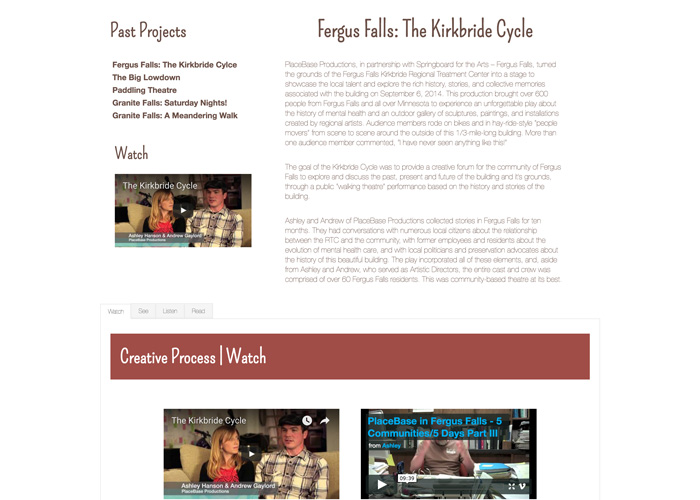 Past Projects
Fergus Falls: The Kirkbride Cylce
The Big Lowdown
Paddling Theatre
Granite Falls: Saturday Nights!
Granite Falls: A Meandering Walk
Watch
The Kirkbride Cycle
Ashley Hanson & Andrew Gaylord
PlaceBase Productions
Fergus Falls: The Kirkbride Cycle
PlaceBase Productions, in partnership with Springboard for the Arts – Fergus Falls, turned
the grounds of the Fergus Falls Kirkbride Regional Treatment Center into a stage to
showcase the local talent and explore the rich history, stories, and collective memories
associated with the building on September 6, 2014. This production brought over 600
people from Fergus Falls and all over Minnesota to experience an unforgettable play about
the history of mental health and an outdoor gallery of sculptures, paintings, and installations
created by regional artists. Audience members rode on bikes and in hay-ride-style "people
movers" from scene to scene around the outside of this 1/3-mile-long building. More than
one audience member commented, "I have never seen anything like this!"
The goal of the Kirkbride Cycle was to provide a creative forum for the community of Fergus
Falls to explore and discuss the past, present and future of the building and it's grounds,
through a public "walking theatre" performance based on the history and stories of the
building.
Ashley and Andrew of PlaceBase Productions collected stories in Fergus Falls for ten
months. They had conversations with numerous local citizens about the relationship
between the RTC and the community, with former employees and residents about the
evolution of mental health care, and with local politicians and preservation advocates about
the history of this beautiful building. The play incorporated all of these elements, and, aside
from Ashley and Andrew, who served as Artistic Directors, the entire cast and crew was
comprised of over 60 Fergus Falls residents. This was community-based theatre at its best.
Watch
See
Listen
Read
Creative Process | Watch
The Kirkbride Cycle
Ashley Hanson & Andrew Gaylord
PlaceBase Productions
PlaceBase in Fergus Falls - 5
Communities/5 Days Part III
from Ashley
09:39